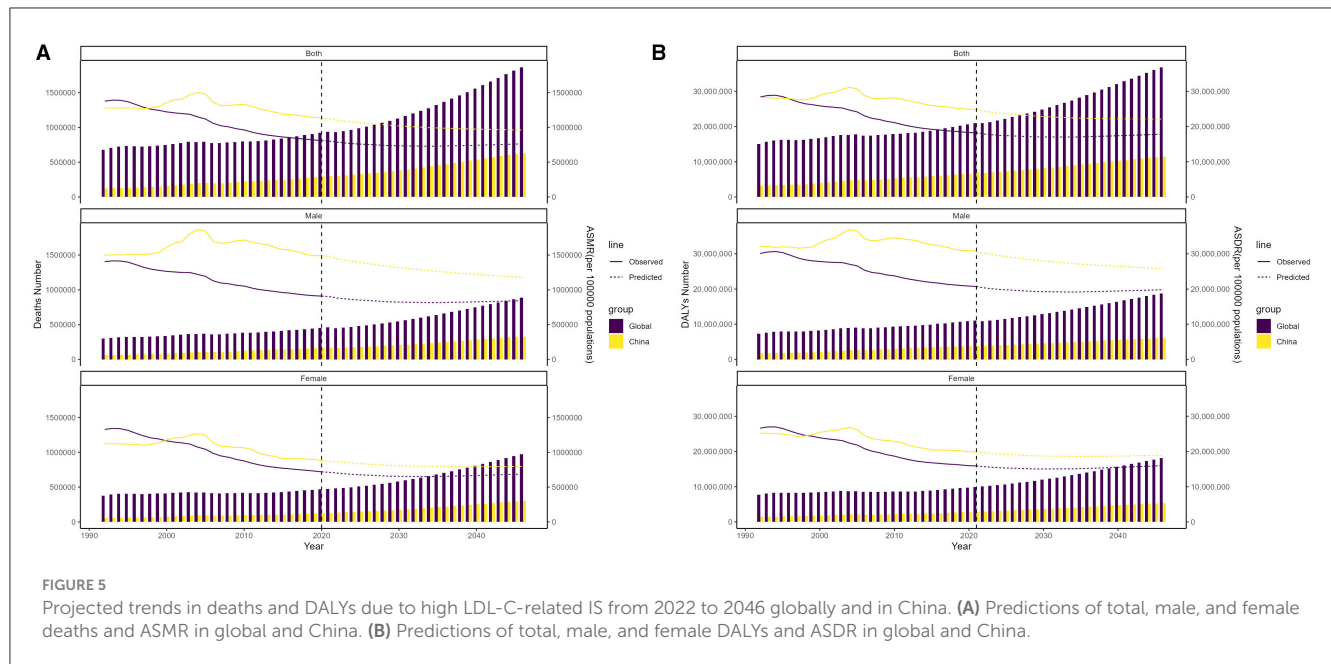 A
Both
1500000
1000000
500000
0
1500000
1000000
500000
0
Male
1500000
1000000
500000
0
1500000
1000000
500000
0
Female
1500000
1000000
500000
0
1500000
1000000
500000
0
Deaths Number
ASMR(per 100000 populations)
1990
2000
2010
2020
2030
2040
Year
line
Observed
Predicted
group
Global
China
B
Both
30,000,000
20,000,000
10,000,000
0
30,000,000
20,000,000
10,000,000
0
Male
30,000,000
20,000,000
10,000,000
0
30,000,000
20,000,000
10,000,000
0
Female
30,000,000
20,000,000
10,000,000
0
30,000,000
20,000,000
10,000,000
0
DALYs Number
ASDR(per 100000 populations)
1990
2000
2010
2020
2030
2040
Year
line
Observed
Predicted
group
Global
China
FIGURE 5
Projected trends in deaths and DALYs due to high LDL-C-related IS from 2022 to 2046 globally and in China. (A) Predictions of total, male, and female
deaths and ASMR in global and China. (B) Predictions of total, male, and female DALYs and ASDR in global and China.